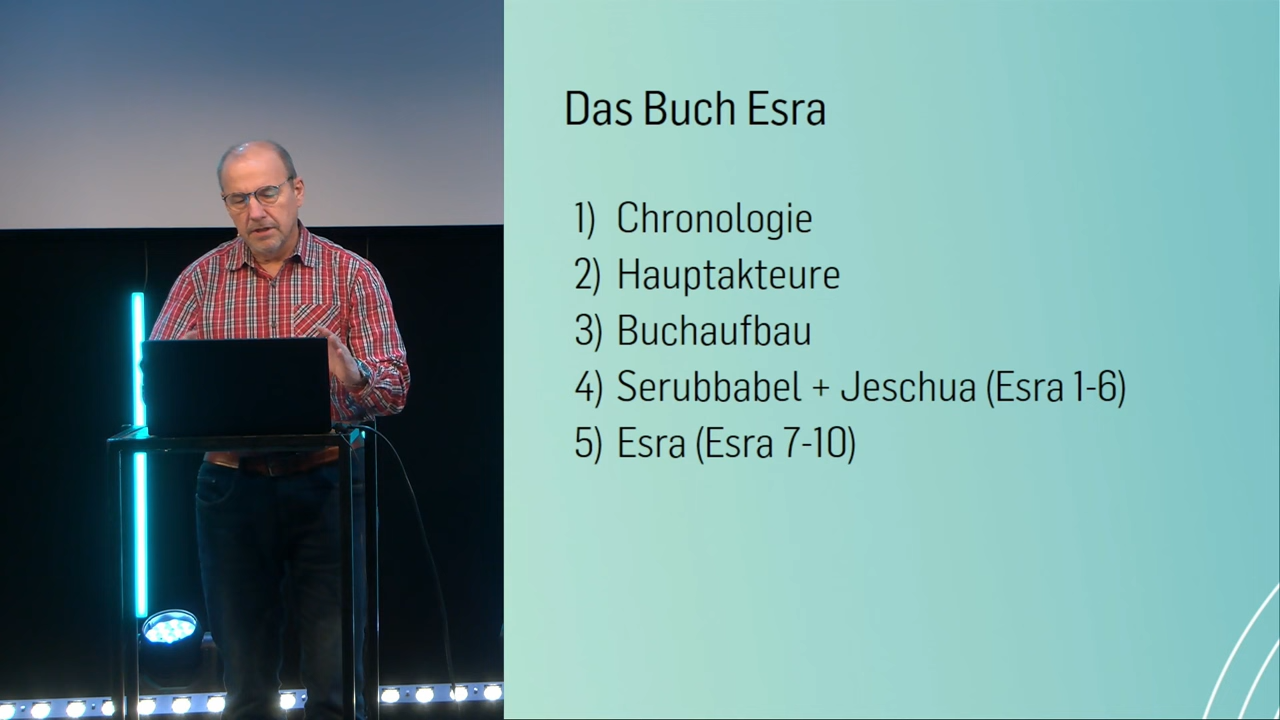 Das Buch Esra
1) Chronologie
2) Hauptakteure
3) Buchaufbau
4) Serubbabel + Jeschua (Esra 1-6)
5) Esra (Esra 7-10)